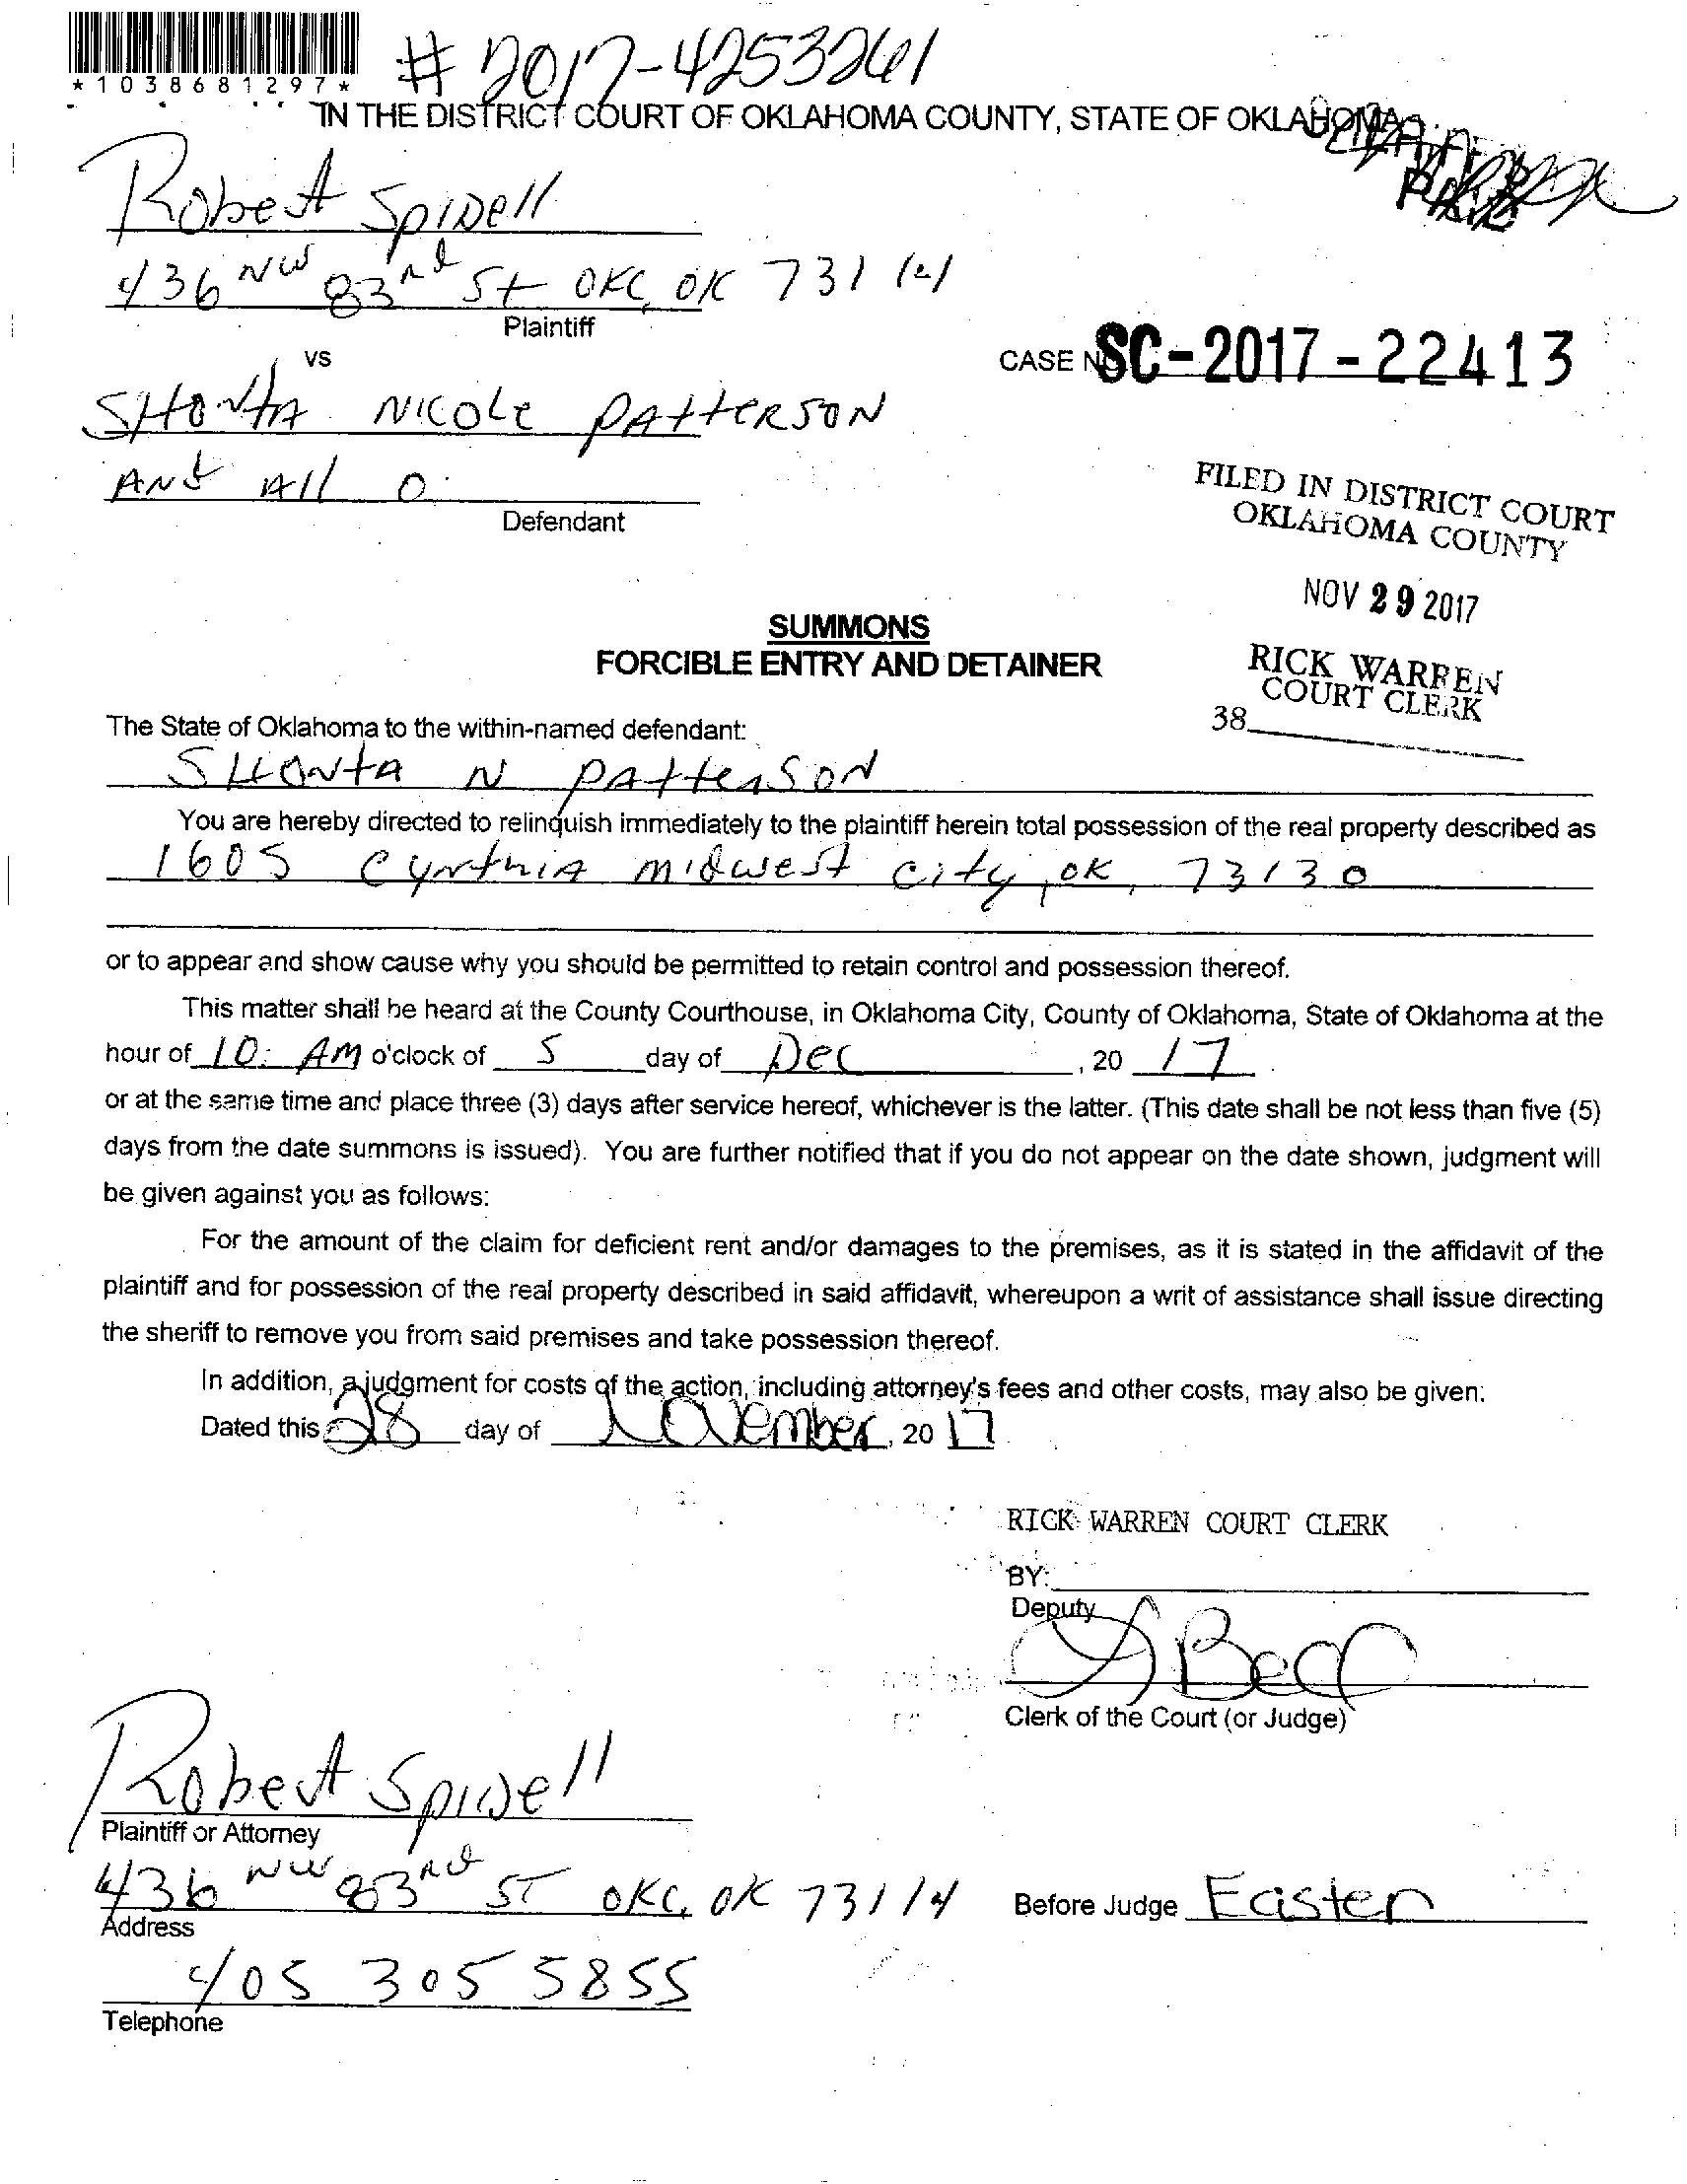 *1038681297*
# 2017-4253261
IN THE DISTRICT COURT OF OKLAHOMA COUNTY, STATE OF OKLAHOMA
Robert Spidell
436 NW 83rd St OKC, OK 73114
Plaintiff
vs
CASE NO SC-2017-22413
SHONTA NICOLE PATTERSON
And All O.
Defendant
FILED IN DISTRICT COURT
OKLAHOMA COUNTY
NOV 29 2017
RICK WARREN
COURT CLERK
38
SUMMONS
FORCIBLE ENTRY AND DETAINER
The State of Oklahoma to the within-named defendant:
SHONTA N PATTERSON
You are hereby directed to relinquish immediately to the plaintiff herein total possession of the real property described as
1605 Cynthia midwest city, OK, 73130
or to appear and show cause why you should be permitted to retain control and possession thereof.
This matter shall be heard at the County Courthouse, in Oklahoma City, County of Oklahoma, State of Oklahoma at the
hour of 10: AM o'clock of 5 day of Dec, 20 17
or at the same time and place three (3) days after service hereof, whichever is the latter. (This date shall be not less than five (5)
days from the date summons is issued). You are further notified that if you do not appear on the date shown, judgment will
be given against you as follows:
For the amount of the claim for deficient rent and/or damages to the premises, as it is stated in the affidavit of the
plaintiff and for possession of the real property described in said affidavit, whereupon a writ of assistance shall issue directing
the sheriff to remove you from said premises and take possession thereof.
In addition, a judgment for costs of the action, including attorney's fees and other costs, may also be given.
Dated this 28 day of November, 20 17
RICK WARREN COURT CLERK
BY:
Deputy
Clerk of the Court (or Judge)
Robert Spidell
Plaintiff or Attorney
436 NW 83rd ST OKC, OK 73114
Address
Before Judge Easter
405 305 5855
Telephone